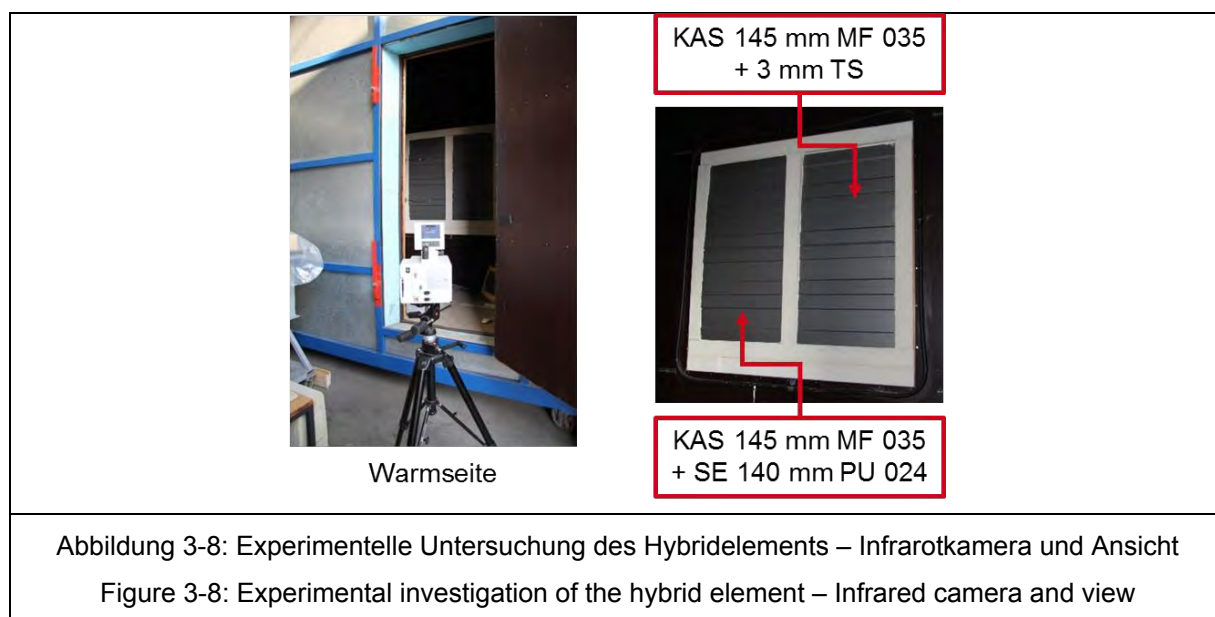 KAS 145 mm MF 035
+ 3 mm TS
Warmseite
KAS 145 mm MF 035
+ SE 140 mm PU 024
Abbildung 3-8: Experimentelle Untersuchung des Hybridelements – Infrarotkamera und Ansicht
Figure 3-8: Experimental investigation of the hybrid element – Infrared camera and view